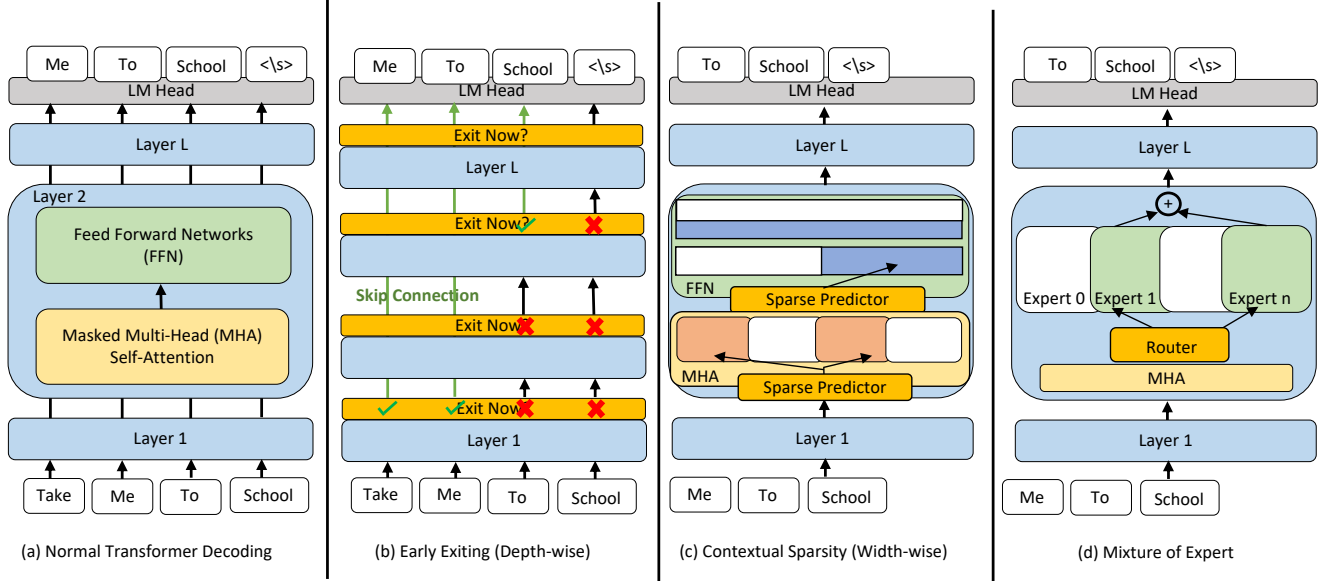 Me To School <\s>
LM Head
Layer L
Layer 2
Feed Forward Networks
(FFN)
Masked Multi-Head (MHA)
Self-Attention
Layer 1
Take Me To School
(a) Normal Transformer Decoding
Me To School <\s>
LM Head
Exit Now?
Layer L
Exit Now?
Skip Connection
Exit Now?
Exit Now?
Layer 1
Take Me To School
(b) Early Exiting (Depth-wise)
To School <\s>
LM Head
Layer L
FFN
Sparse Predictor
MHA
Sparse Predictor
Layer 1
Me To School
(c) Contextual Sparsity (Width-wise)
To School <\s>
LM Head
Layer L
+
Expert 0 Expert 1 Expert n
Router
MHA
Layer 1
Me To School
(d) Mixture of Expert